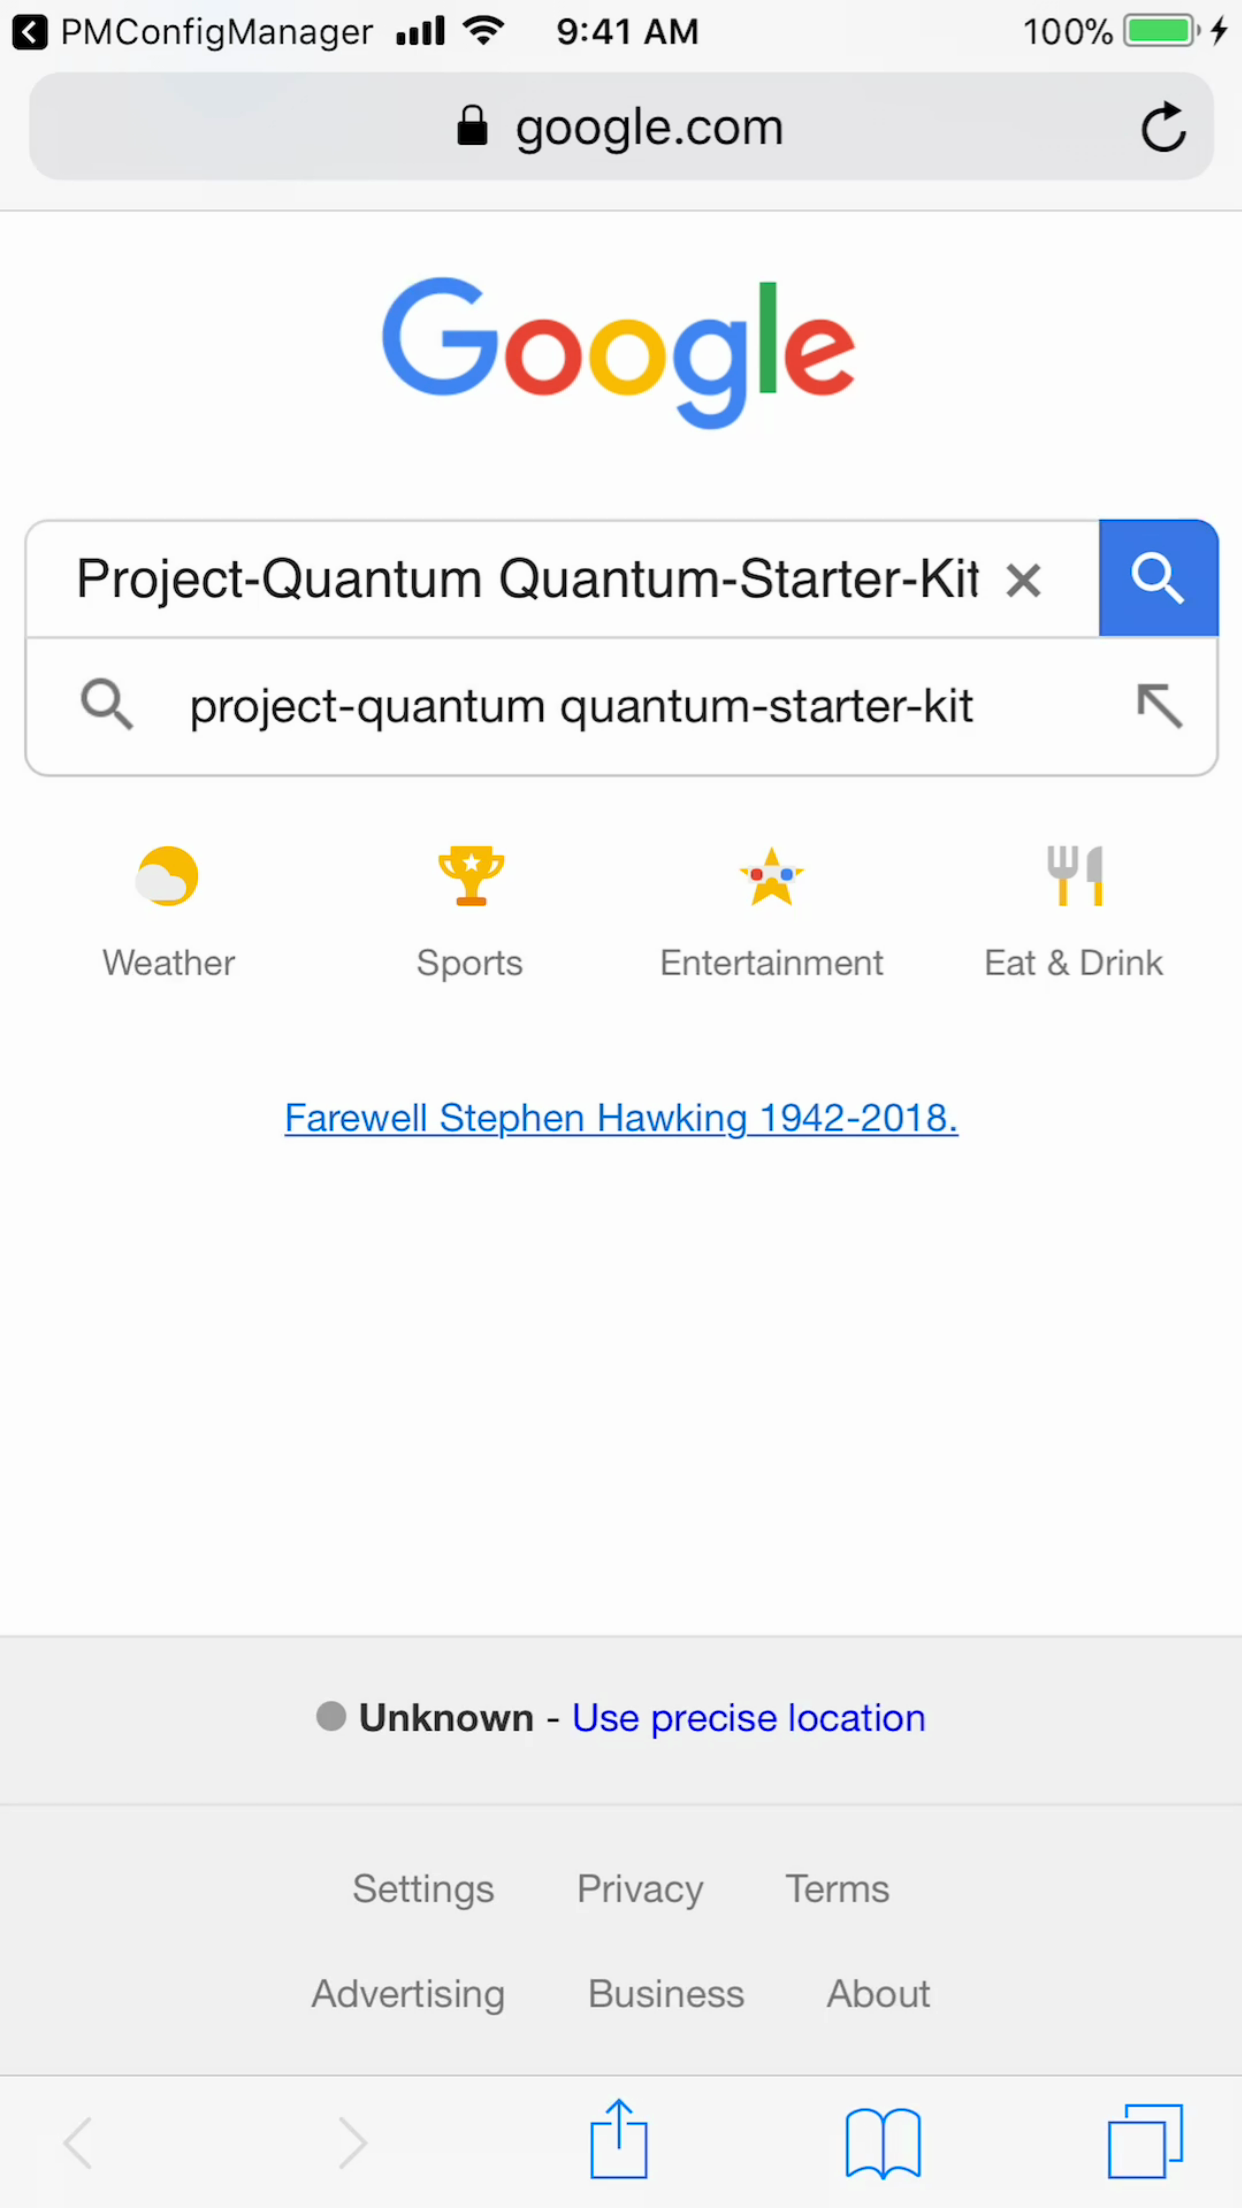 PMConfigManager 9:41 AM 100%
google.com
Google
Project-Quantum Quantum-Starter-Kit
project-quantum quantum-starter-kit
Weather Sports Entertainment Eat & Drink
Farewell Stephen Hawking 1942-2018.
Unknown - Use precise location
Settings Privacy Terms
Advertising Business About